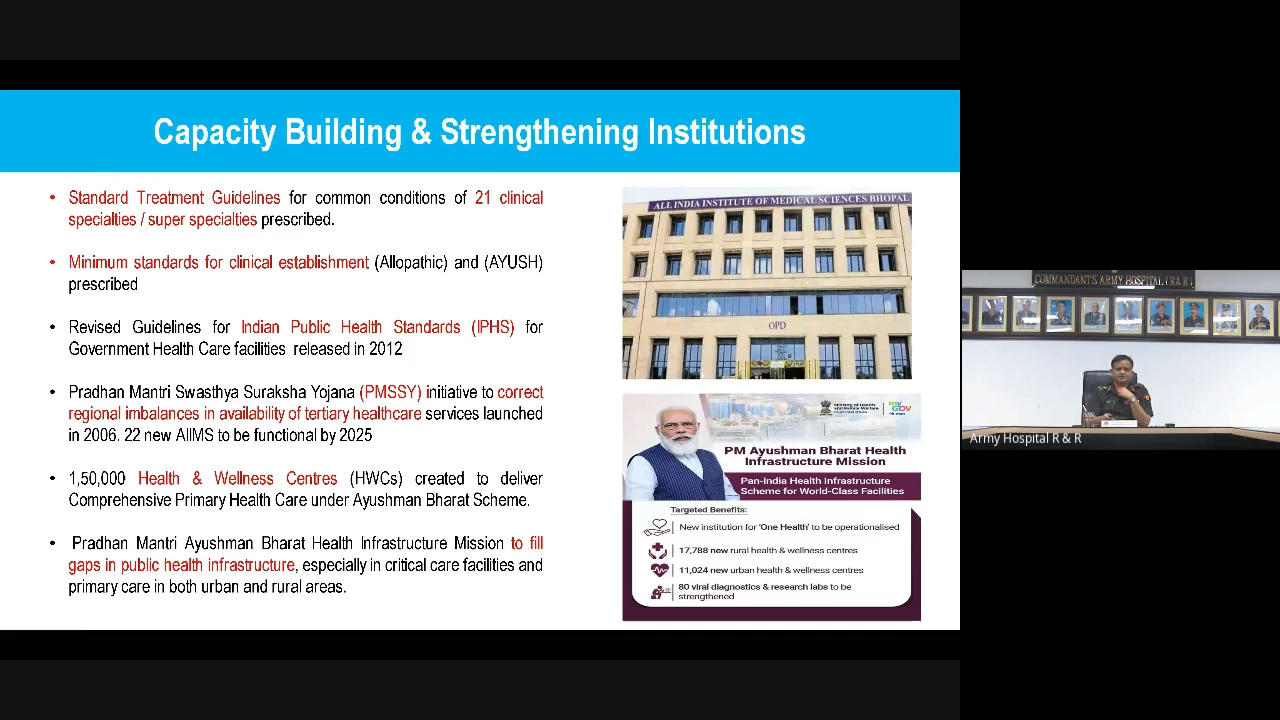 Capacity Building & Strengthening Institutions
• Standard Treatment Guidelines for common conditions of 21 clinical
specialties / super specialties prescribed.
• Minimum standards for clinical establishment (Allopathic) and (AYUSH)
prescribed
• Revised Guidelines for Indian Public Health Standards (IPHS) for
Government Health Care facilities released in 2012
• Pradhan Mantri Swasthya Suraksha Yojana (PMSSY) initiative to correct
regional imbalances in availability of tertiary healthcare services launched
in 2006. 22 new AIIMS to be functional by 2025
• 1,50,000 Health & Wellness Centres (HWCs) created to deliver
Comprehnsive Primary Health Care under Ayushman Bharat Scheme.
• Pradhan Mantri Ayushman Bharat Health Infrastructure Mission to fill
gaps in public health infrastructure, especially in critical care facilities and
primary care in both urban and rural areas.
ALL INDIA INSTITUTE OF MEDICAL SCIENCES BHOPAL
OPD
Ministry of Health
and Family Welfare
my
GOV
PM Ayushman Bharat Health
Infrastructure Mission
Pan-India Health Infrastructure
Scheme for World-Class Facilities
Targeted Benefits:
New institution for 'One Health' to be operationalised
17,788 new rural health & wellness centres
11,024 new urban health & wellness centres
80 viral diagnostics & research labs to be
strengthened
COMMANDANT'S ARMY HOSPITAL (R & R)
Army Hospital R & R